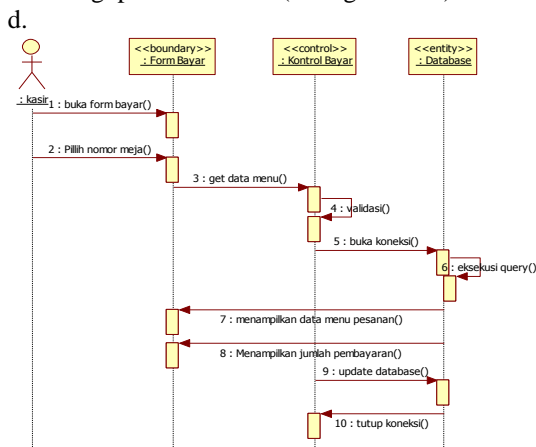 d.
<<boundary>>
: Form Bayar
<<control>>
: Kontrol Bayar
<<entity>>
: Database
: kasir
1 : buka form bayar()
2 : Pillih nomor meja()
3 : get data menu()
4 : validasi()
5 : buka koneksi()
6 : eksekusi query()
7 : menampilkan data menu pesanan()
8 : Menampilkan jumlah pembayaran()
9 : update database()
10 : tutup koneksi()